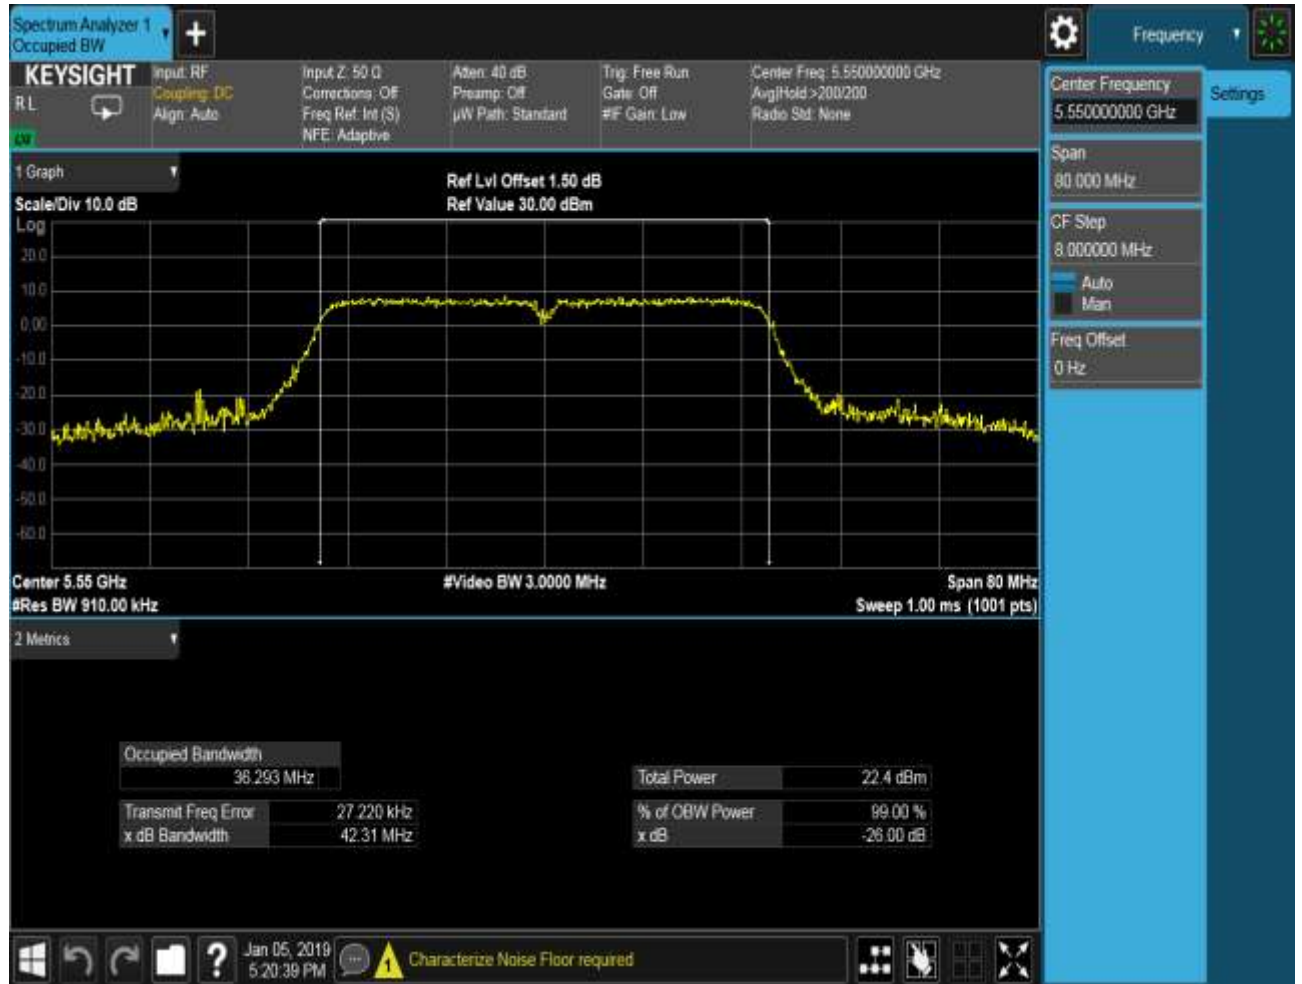 Spectrum Analyzer 1
Occupied BW
Frequency
KEYSIGHT
RL
Input: RF
Coupling: DC
Align: Auto
Input Z: 50 Ω
Corrections: Off
Freq Ref: Int (S)
NFE: Adaptive
Atten: 40 dB
Preamp: Off
µW Path: Standard
Trig: Free Run
Gate: Off
#IF Gain: Low
Center Freq: 5.550000000 GHz
Avg|Hold:>200/200
Radio Std: None
Center Frequency
5.550000000 GHz
Settings
Span
80.000 MHz
CF Step
8.000000 MHz
Auto
Man
Freq Offset
0 Hz
1 Graph
Scale/Div 10.0 dB
Ref Lvl Offset 1.50 dB
Ref Value 30.00 dBm
Log
20.0
10.0
0.00
-10.0
-20.0
-30.0
-40.0
-50.0
-60.0
Center 5.55 GHz
#Video BW 3.0000 MHz
Span 80 MHz
#Res BW 910.00 kHz
Sweep 1.00 ms (1001 pts)
2 Metrics
Occupied Bandwidth
36.293 MHz
Total Power 22.4 dBm
Transmit Freq Error 27.220 kHz
% of OBW Power 99.00 %
x dB Bandwidth 42.31 MHz
x dB -26.00 dB
?
Jan 05, 2019
5:20:39 PM
1
Characterize Noise Floor required